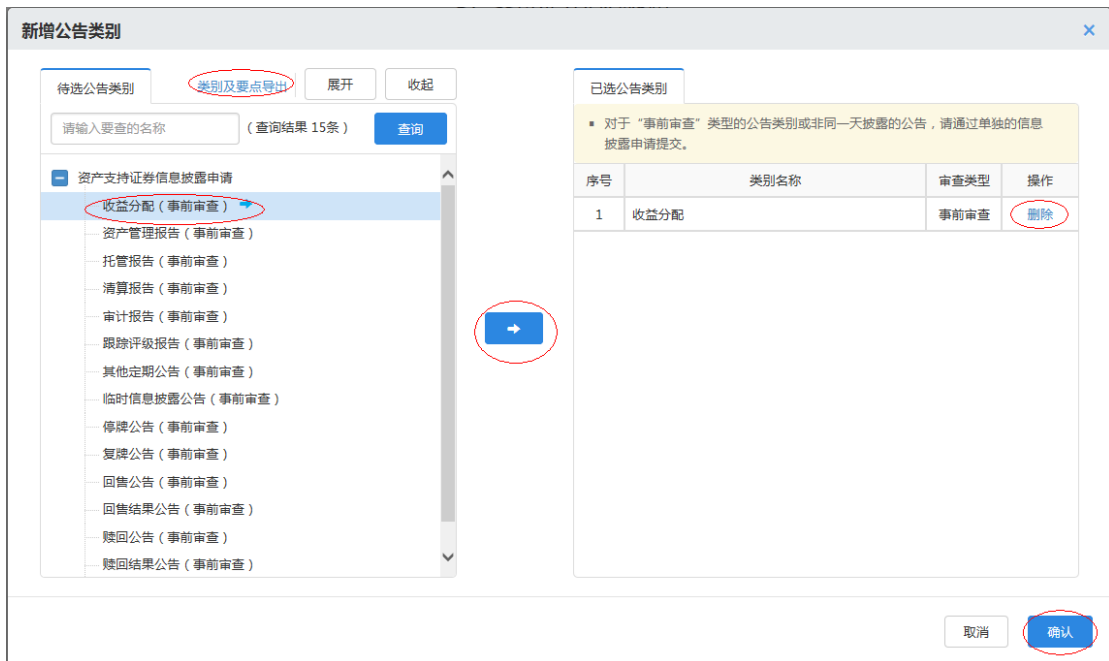 新增公告类别
待选公告类别 类别及要点导出 展开 收起
请输入要查的名称 （查询结果 15条） 查询
资产支持证券信息披露申请
收益分配（事前审查）
资产管理报告（事前审查）
托管报告（事前审查）
清算报告（事前审查）
审计报告（事前审查）
跟踪评级报告（事前审查）
其他定期公告（事前审查）
临时信息披露公告（事前审查）
停牌公告（事前审查）
复牌公告（事前审查）
回售公告（事前审查）
回售结果公告（事前审查）
赎回公告（事前审查）
赎回结果公告（事前审查）
已选公告类别
对于“事前审查”类型的公告类别或非同一天披露的公告，请通过单独的信息
披露申请提交。
序号 类别名称 审查类型 操作
1 收益分配 事前审查 删除
取消 确认